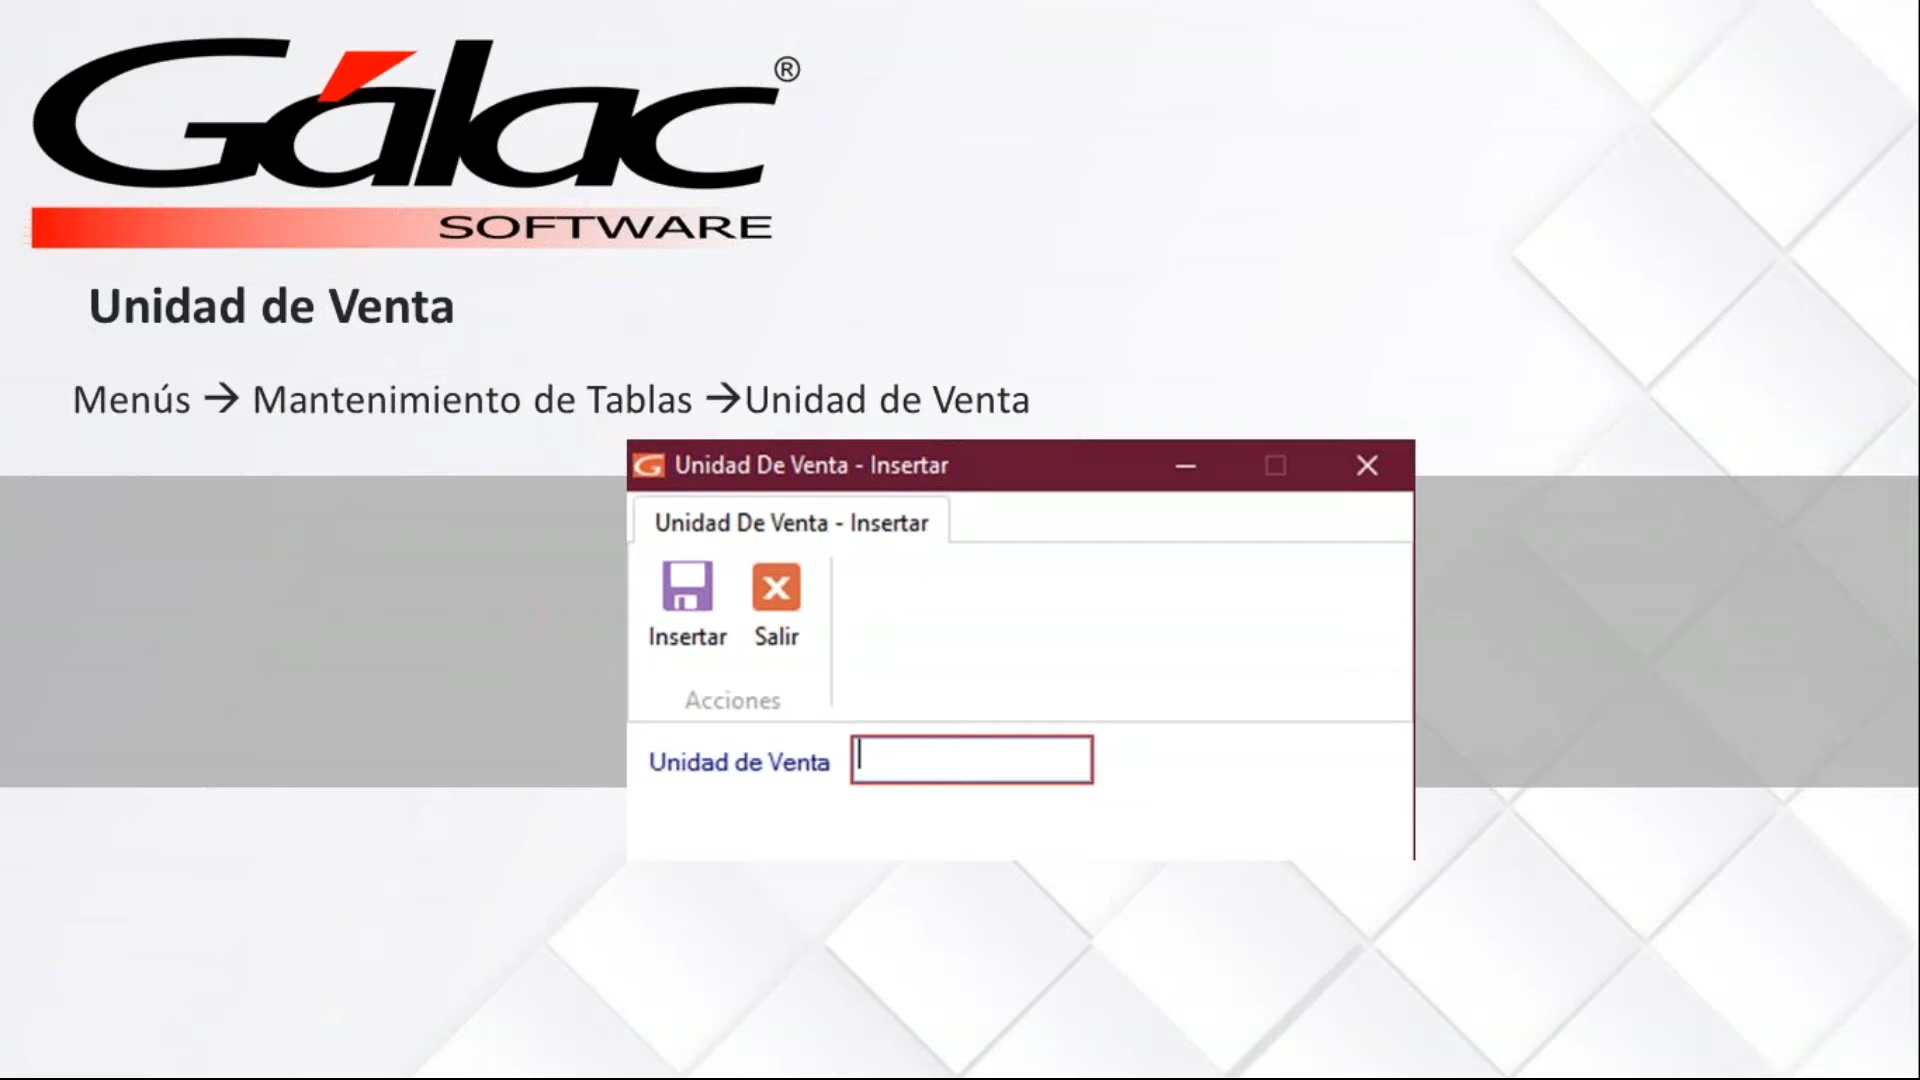 Gálac®
SOFTWARE
Unidad de Venta
Menús → Mantenimiento de Tablas →Unidad de Venta
Unidad De Venta - Insertar
Unidad De Venta - Insertar
Insertar Salir
Acciones
Unidad de Venta